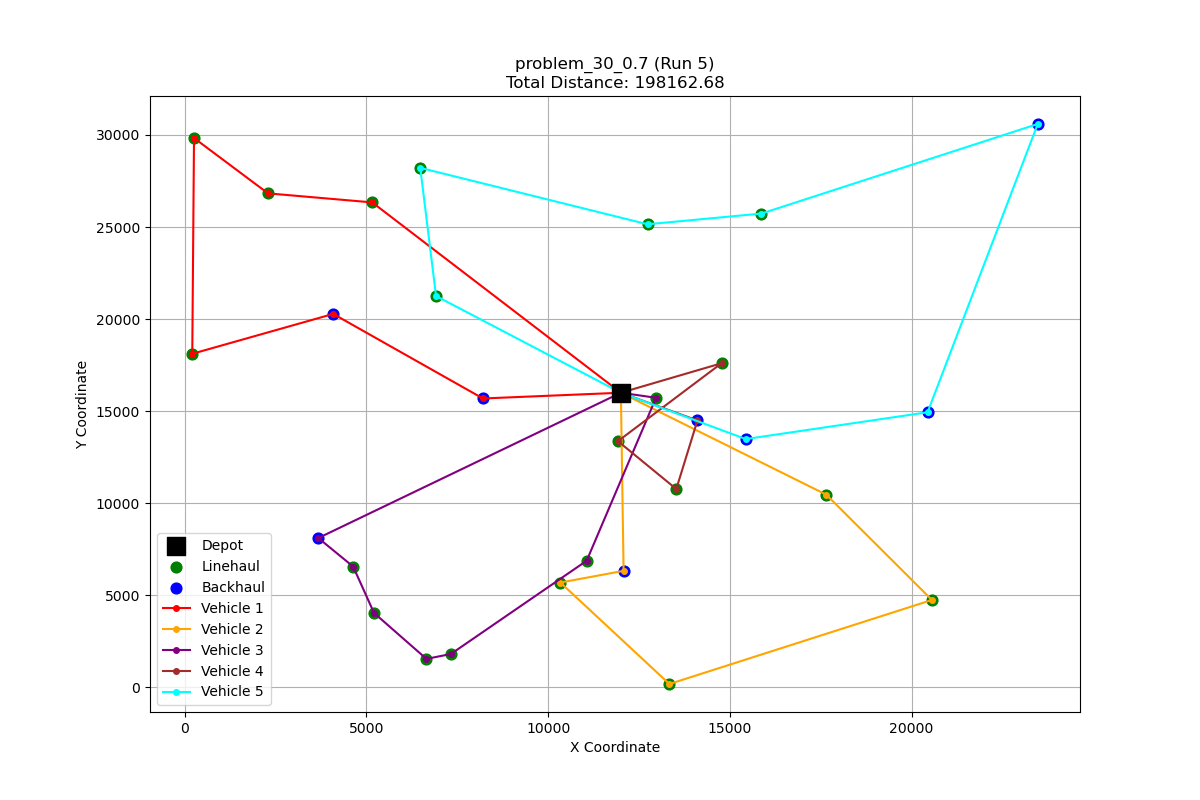 problem_30_0.7 (Run 5)
Total Distance: 198162.68
30000
25000
20000
15000
10000
5000
0
Y Coordinate
Depot
Linehaul
Backhaul
Vehicle 1
Vehicle 2
Vehicle 3
Vehicle 4
Vehicle 5
0 5000 10000 15000 20000
X Coordinate